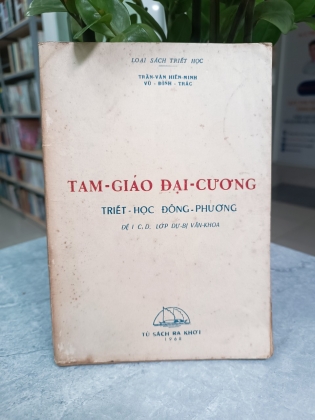 LOẠI SÁCH TRIẾT HỌC
TRẦN-VĂN HIẾN-MINH
VŨ - ĐÌNH - TRÁC
TAM-GIÁO ĐẠI-CƯƠNG
TRIẾT-HỌC ĐÔNG-PHƯƠNG
ĐỆ I C.D. LỚP DỰ-BỊ VĂN-KHOA
TỦ SÁCH RA KHƠI